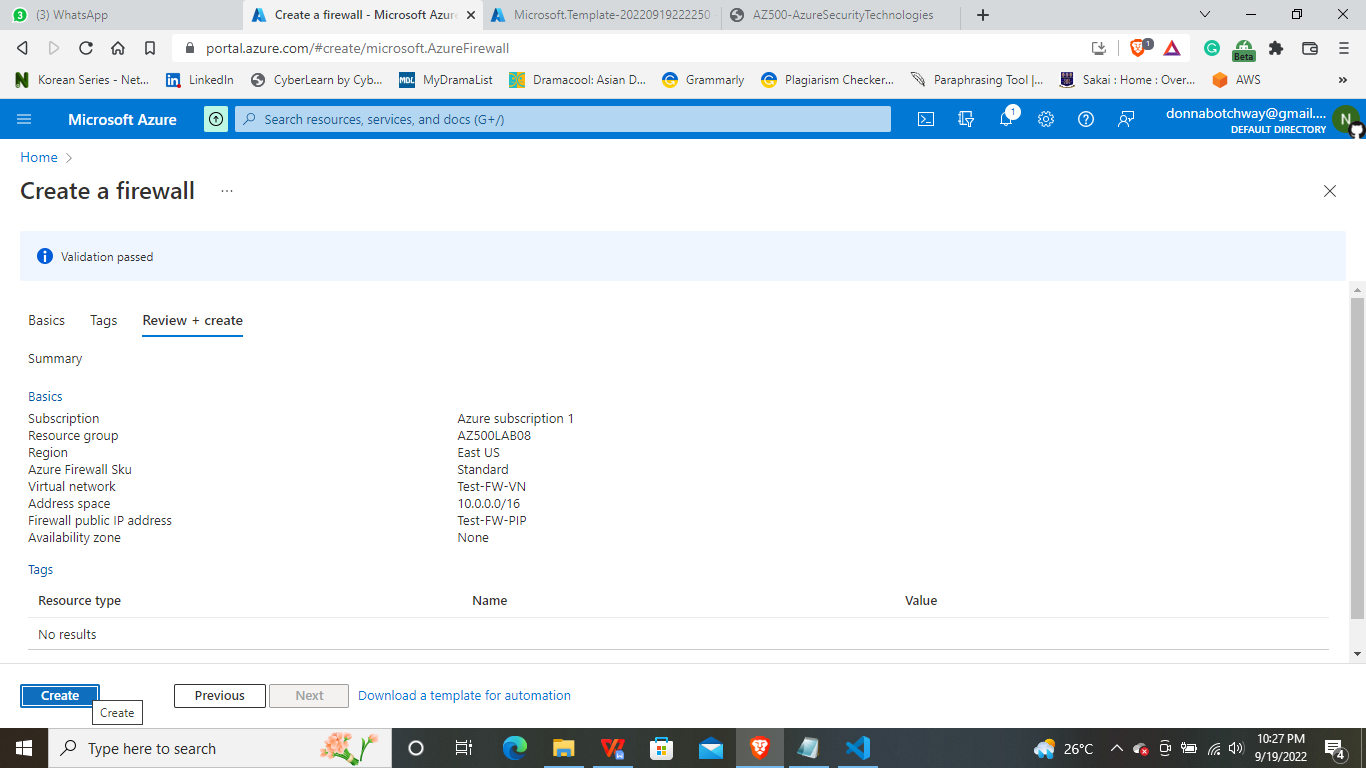 (3) WhatsApp
Create a firewall - Microsoft Azure
Microsoft.Template-20220919222250
AZ500-AzureSecurityTechnologies
portal.azure.com/#create/microsoft.AzureFirewall
1
Beta
Korean Series - Net...
LinkedIn
CyberLearn by Cyb...
MDL
MyDramaList
Dramacool: Asian D...
Grammarly
Plagiarism Checker...
Paraphrasing Tool |...
Sakai : Home : Over...
AWS
»
Microsoft Azure
Search resources, services, and docs (G+/)
1
donnabotchway@gmail....
DEFAULT DIRECTORY
N
Home >
Create a firewall ...
Validation passed
Basics Tags Review + create
Summary
Basics
Subscription Azure subscription 1
Resource group AZ500LAB08
Region East US
Azure Firewall Sku Standard
Virtual network Test-FW-VN
Address space 10.0.0.0/16
Firewall public IP address Test-FW-PIP
Availability zone None
Tags
Resource type Name Value
No results
Create Previous Next Download a template for automation
Create
Type here to search
26°C
10:27 PM
9/19/2022
4